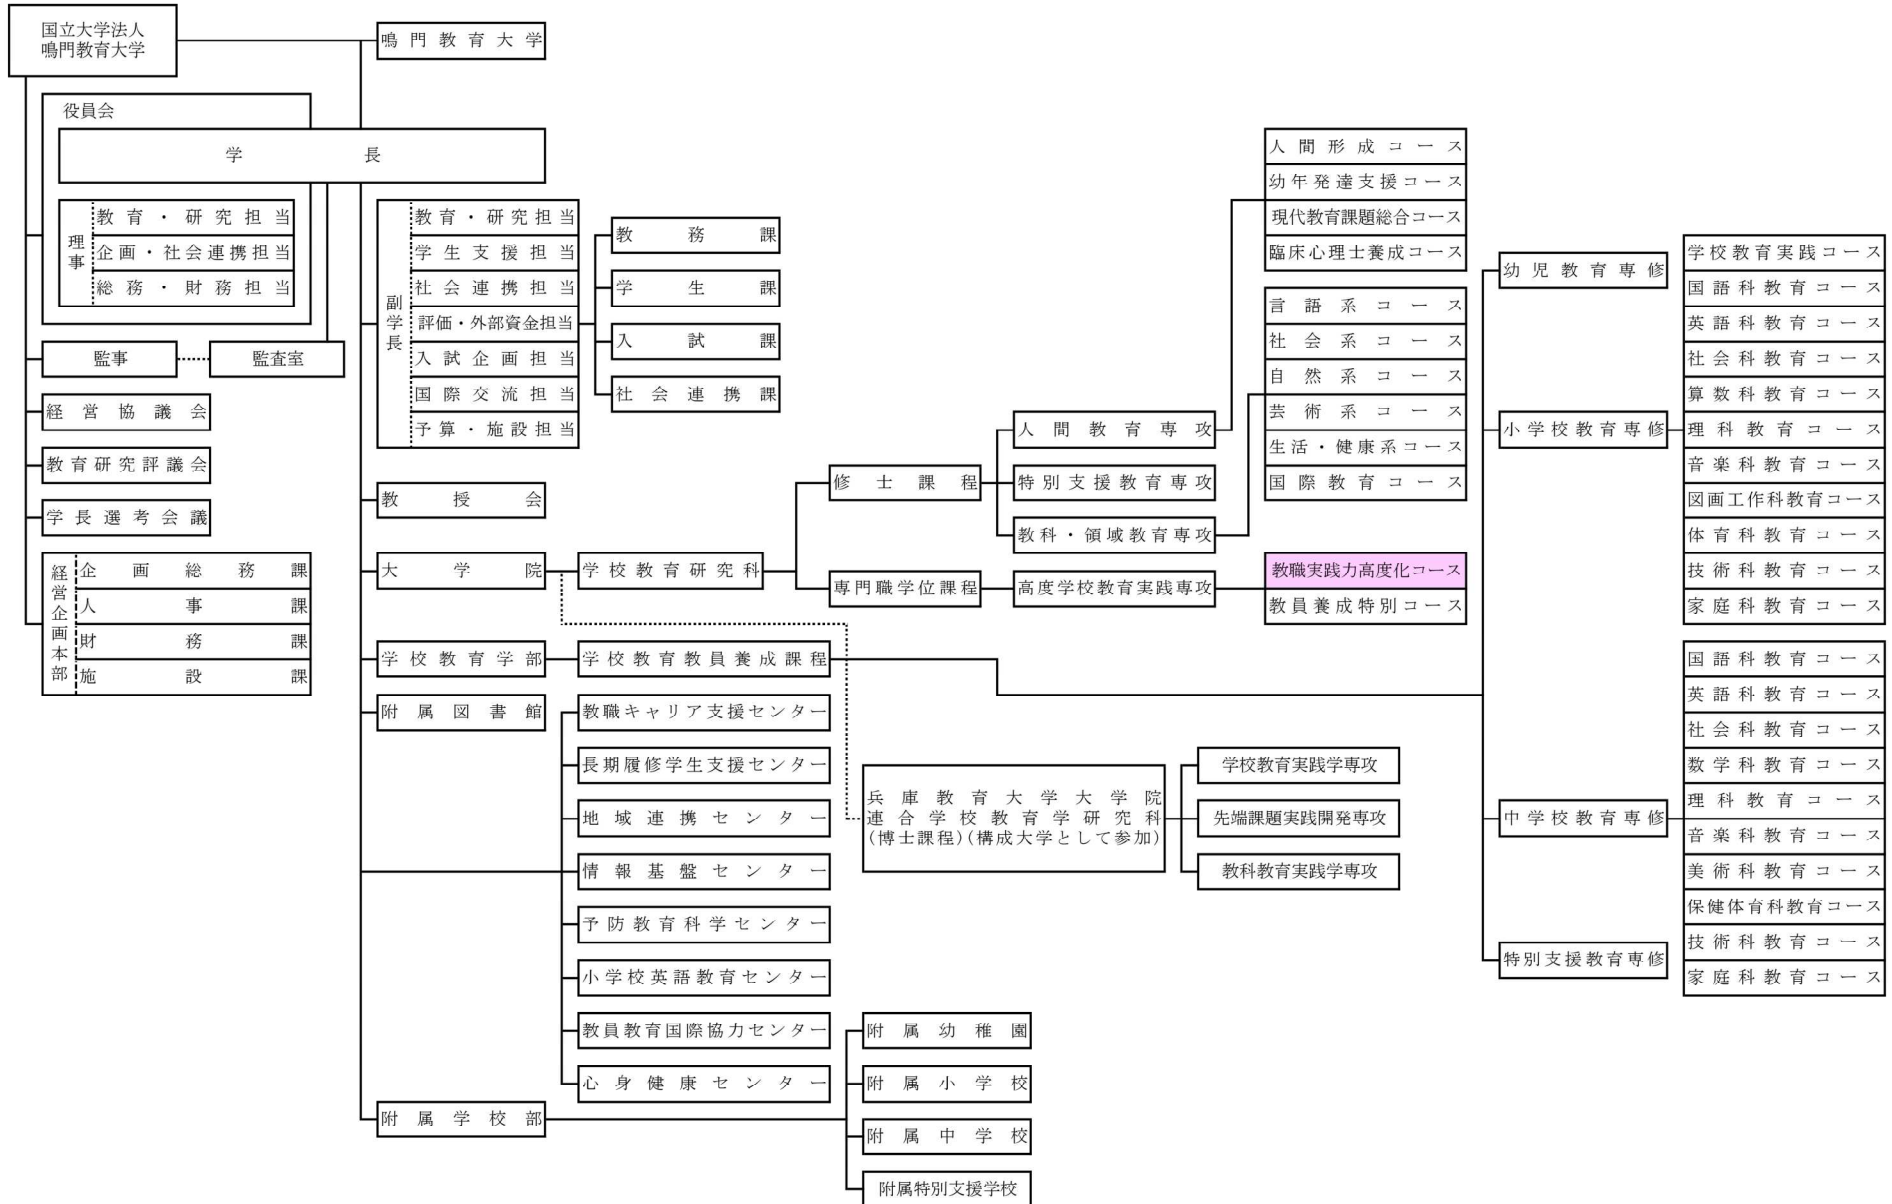 国立大学法人
鳴門教育大学
鳴門教育大学
役員会
学長
理事
教育・研究担当
企画・社会連携担当
総務・財務担当
監事
監査室
経営協議会
教育研究評議会
学長選考会議
経営企画本部
企画総務課
人事課
財務課
施設課
副学長
教育・研究担当
学生支援担当
社会連携担当
評価・外部資金担当
入試企画担当
国際交流担当
予算・施設担当
教務課
学生課
入試課
社会連携課
教授会
大学院
学校教育研究科
修士課程
人間教育専攻
特別支援教育専攻
教科・領域教育専攻
専門職学位課程
高度学校教育実践専攻
人間形成コース
幼年発達支援コース
現代教育課題総合コース
臨床心理士養成コース
言語系コース
社会系コース
自然系コース
芸術系コース
生活・健康系コース
国際教育コース
教職実践力高度化コース
教員養成特別コース
学校教育学部
学校教育教員養成課程
幼児教育専修
小学校教育専修
中学校教育専修
特別支援教育専修
学校教育実践コース
国語科教育コース
英語科教育コース
社会科教育コース
算数科教育コース
理科教育コース
音楽科教育コース
図画工作科教育コース
体育科教育コース
技術科教育コース
家庭科教育コース
国語科教育コース
英語科教育コース
社会科教育コース
数学科教育コース
理科教育コース
音楽科教育コース
美術科教育コース
保健体育科教育コース
技術科教育コース
家庭科教育コース
附属図書館
教職キャリア支援センター
長期履修学生支援センター
地域連携センター
情報基盤センター
予防教育科学センター
小学校英語教育センター
教員教育国際協力センター
心身健康センター
兵庫教育大学大学院
連合学校教育学研究科
(博士課程)(構成大学として参加)
学校教育実践学専攻
先端課題実践開発専攻
教科教育実践学専攻
附属学校部
附属幼稚園
附属小学校
附属中学校
附属特別支援学校